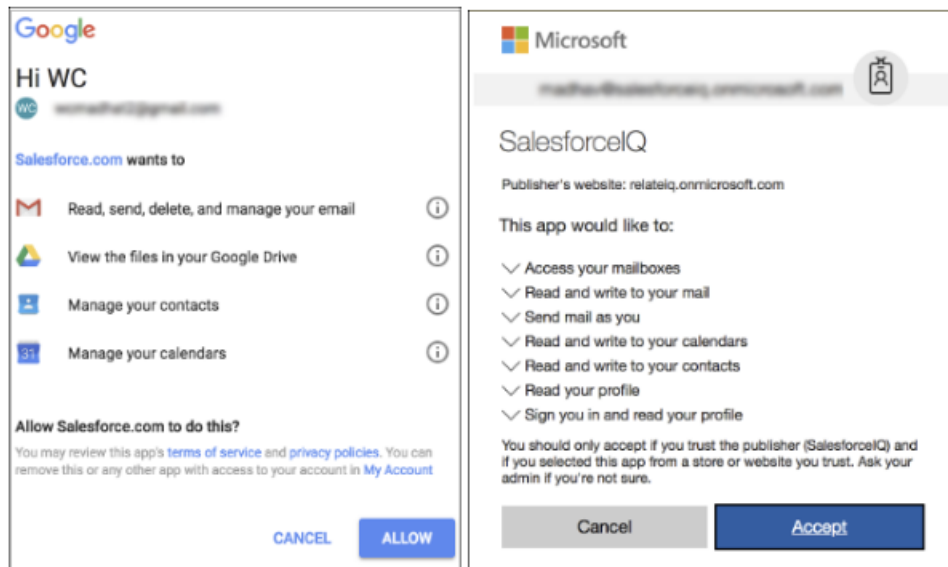 Google
Hi WC
WC
Salesforce.com wants to
Read, send, delete, and manage your email
View the files in your Google Drive
Manage your contacts
31
Manage your calendars
Allow Salesforce.com to do this?
You may review this app's terms of service and privacy policies. You can
remove this or any other app with access to your account in My Account
CANCEL
ALLOW
Microsoft
SalesforceIQ
Publisher's website: relateiq.onmicrosoft.com
This app would like to:
Access your mailboxes
Read and write to your mail
Send mail as you
Read and write to your calendars
Read and write to your contacts
Read your profile
Sign you in and read your profile
You should only accept if you trust the publisher (SalesforceIQ) and
if you selected this app from a store or website you trust. Ask your
admin if you're not sure.
Cancel
Accept